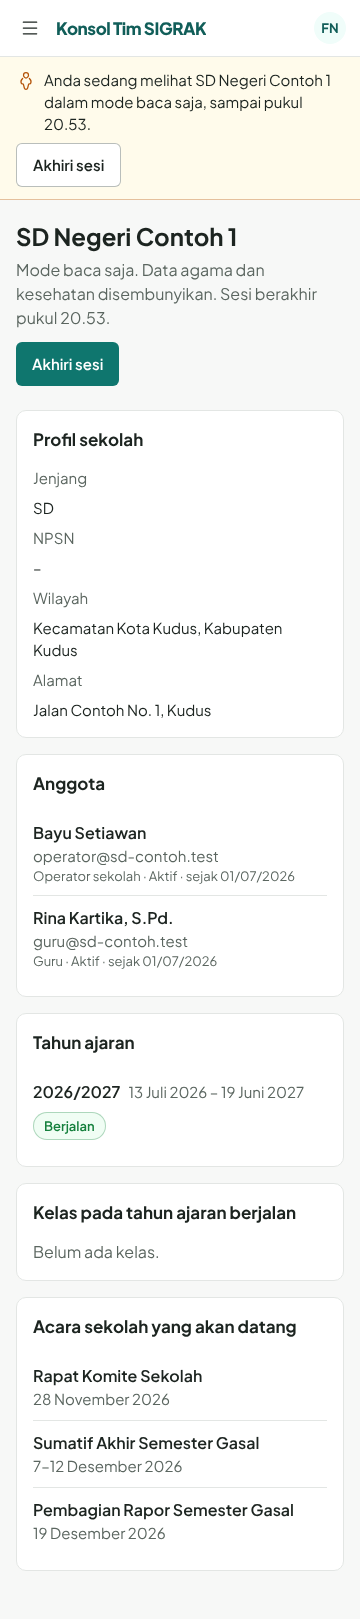 Konsol Tim SIGRAK
FN
Anda sedang melihat SD Negeri Contoh 1
dalam mode baca saja, sampai pukul
20.53.
Akhiri sesi
SD Negeri Contoh 1
Mode baca saja. Data agama dan
kesehatan disembunyikan. Sesi berakhir
pukul 20.53.
Akhiri sesi
Profil sekolah
Jenjang
SD
NPSN
–
Wilayah
Kecamatan Kota Kudus, Kabupaten
Kudus
Alamat
Jalan Contoh No. 1, Kudus
Anggota
Bayu Setiawan
operator@sd-contoh.test
Operator sekolah · Aktif · sejak 01/07/2026
Rina Kartika, S.Pd.
guru@sd-contoh.test
Guru · Aktif · sejak 01/07/2026
Tahun ajaran
2026/2027 13 Juli 2026 – 19 Juni 2027
Berjalan
Kelas pada tahun ajaran berjalan
Belum ada kelas.
Acara sekolah yang akan datang
Rapat Komite Sekolah
28 November 2026
Sumatif Akhir Semester Gasal
7–12 Desember 2026
Pembagian Rapor Semester Gasal
19 Desember 2026